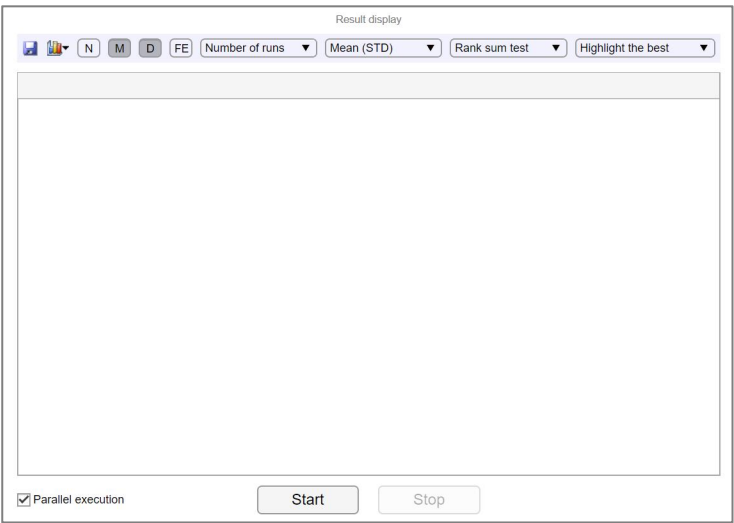 Result display
N M D FE Number of runs Mean (STD) Rank sum test Highlight the best
Parallel execution Start Stop